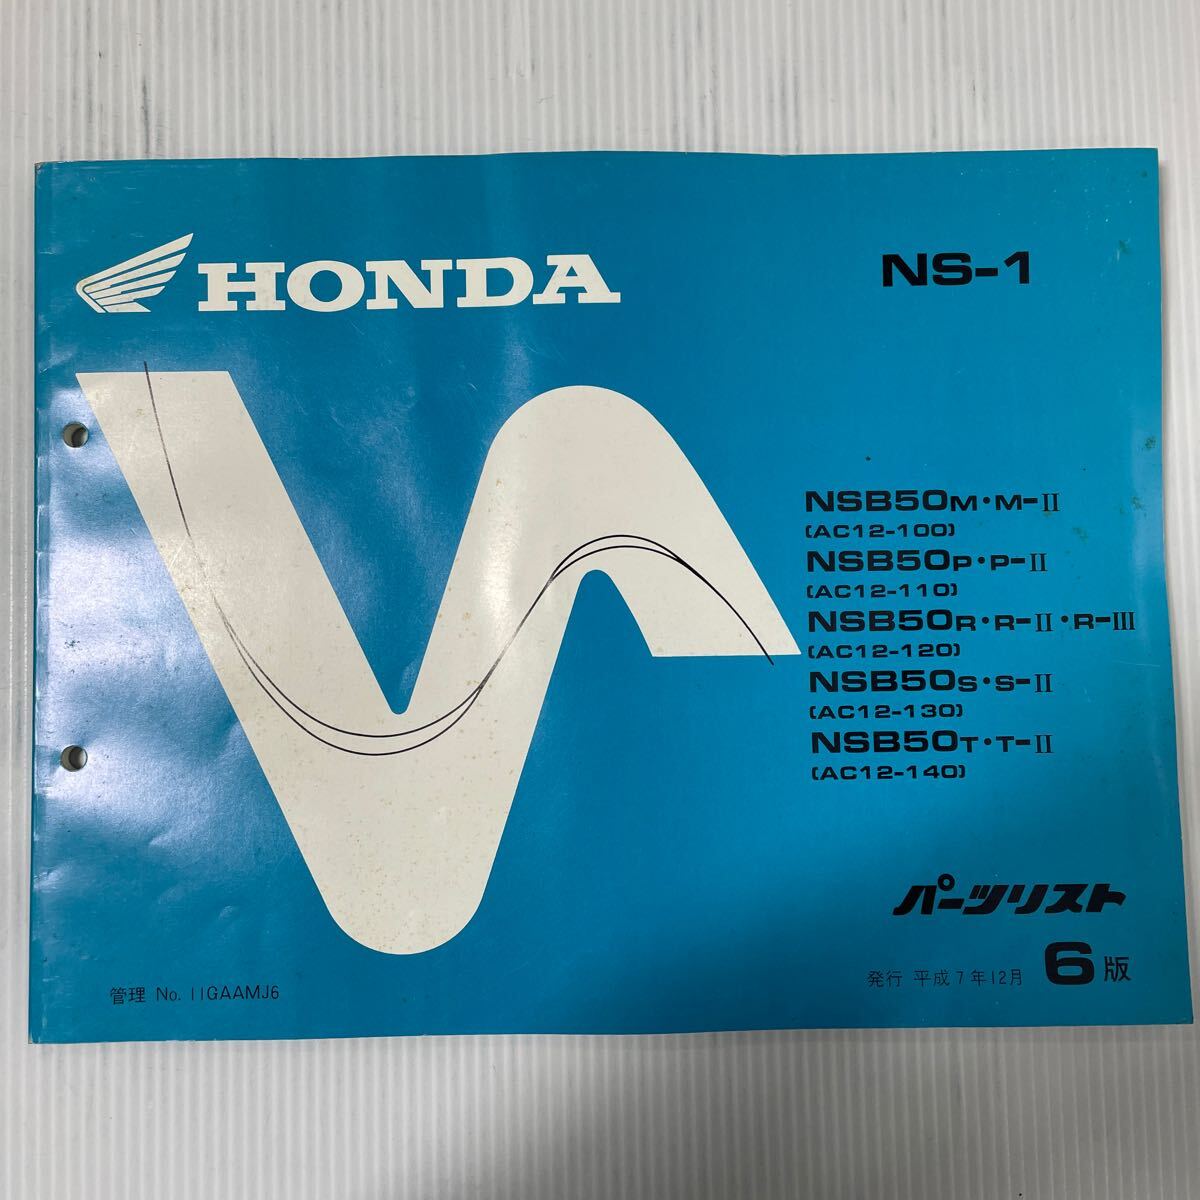 HONDA
NS-1
NSB50M・M-II
(AC12-100)
NSB50P・P-II
(AC12-110)
NSB50R・R-II・R-III
(AC12-120)
NSB50S・S-II
(AC12-130)
NSB50T・T-II
(AC12-140)
パーツリスト
管理 No. 11GAAMJ6
発行 平成7年12月 6版